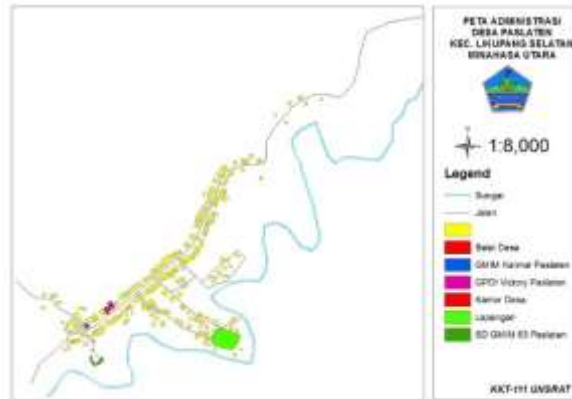 PETA ADMINISTRASI
DESA PASLATEN
KEC. LIKUPANG SELATAN
MINAHASA UTARA
1:8,000
Legend
Sungai
Jalan
Balai Desa
GMIM Kalmat Paslaten
GPDI Victory Paslaten
Kantor Desa
Lapangan
SD GMIM 63 Paslaten
KKT-111 UNSRAT